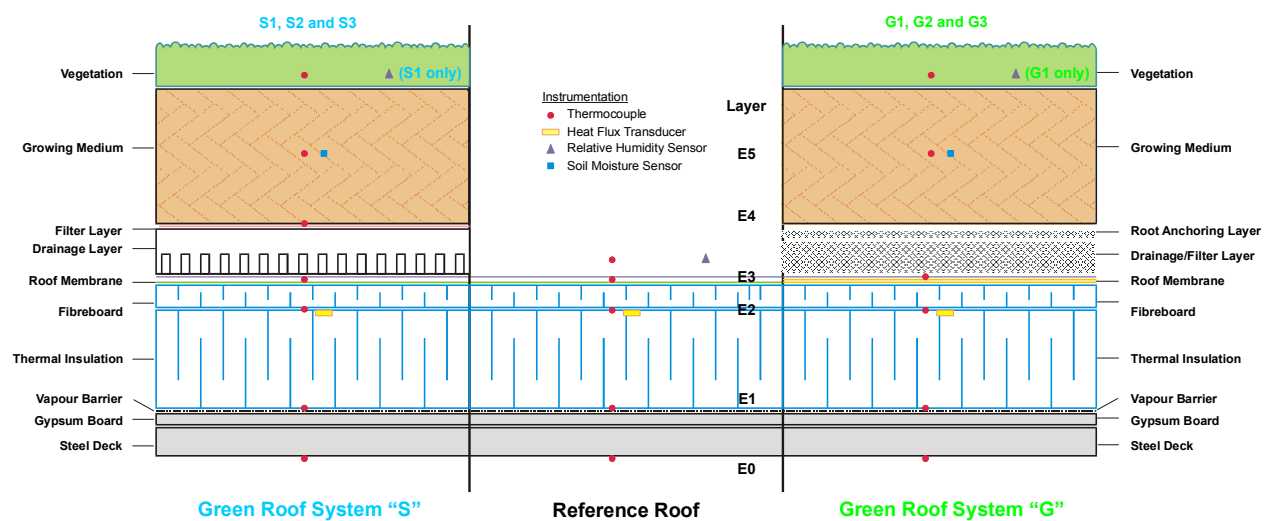 S1, S2 and S3
G1, G2 and G3
Vegetation
(S1 only)
(G1 only)
Vegetation
Instrumentation
Thermocouple
Heat Flux Transducer
Relative Humidity Sensor
Soil Moisture Sensor
Layer
Growing Medium
E5
Growing Medium
E4
Filter Layer
Root Anchoring Layer
Drainage Layer
Drainage/Filter Layer
E3
Roof Membrane
Roof Membrane
E2
Fibreboard
Fibreboard
Thermal Insulation
Thermal Insulation
E1
Vapour Barrier
Vapour Barrier
Gypsum Board
Gypsum Board
Steel Deck
Steel Deck
E0
Green Roof System “S”
Reference Roof
Green Roof System “G”